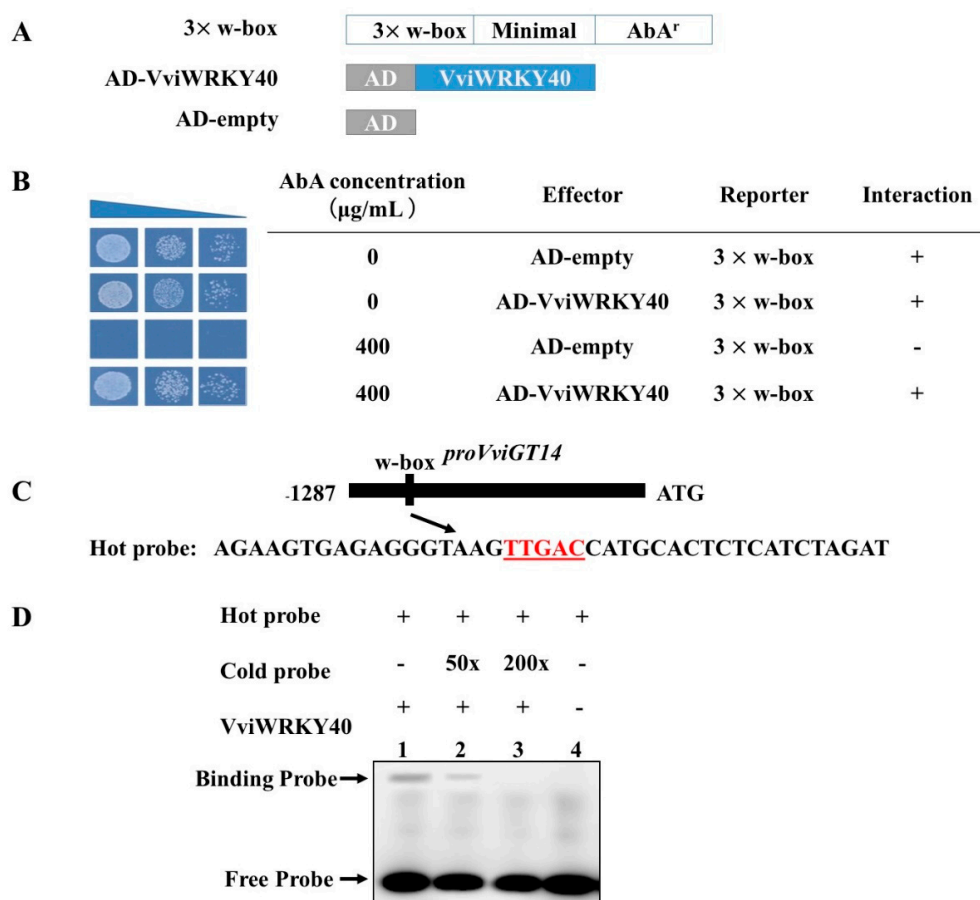 A
3× w-box
3× w-box Minimal AbAʳ
AD-VviWRKY40
AD VviWRKY40
AD-empty
AD
B
AbA concentration (μg/mL ) Effector Reporter Interaction
0 AD-empty 3 × w-box +
0 AD-VviWRKY40 3 × w-box +
400 AD-empty 3 × w-box -
400 AD-VviWRKY40 3 × w-box +
C
w-box proVviGT14
-1287 ATG
Hot probe: AGAAGTGAGAGGGTAAGTTGACCATGCACTCTCATCTAGAT
D
Hot probe + + + +
Cold probe - 50x 200x -
VviWRKY40 + + + -
1 2 3 4
Binding Probe
Free Probe